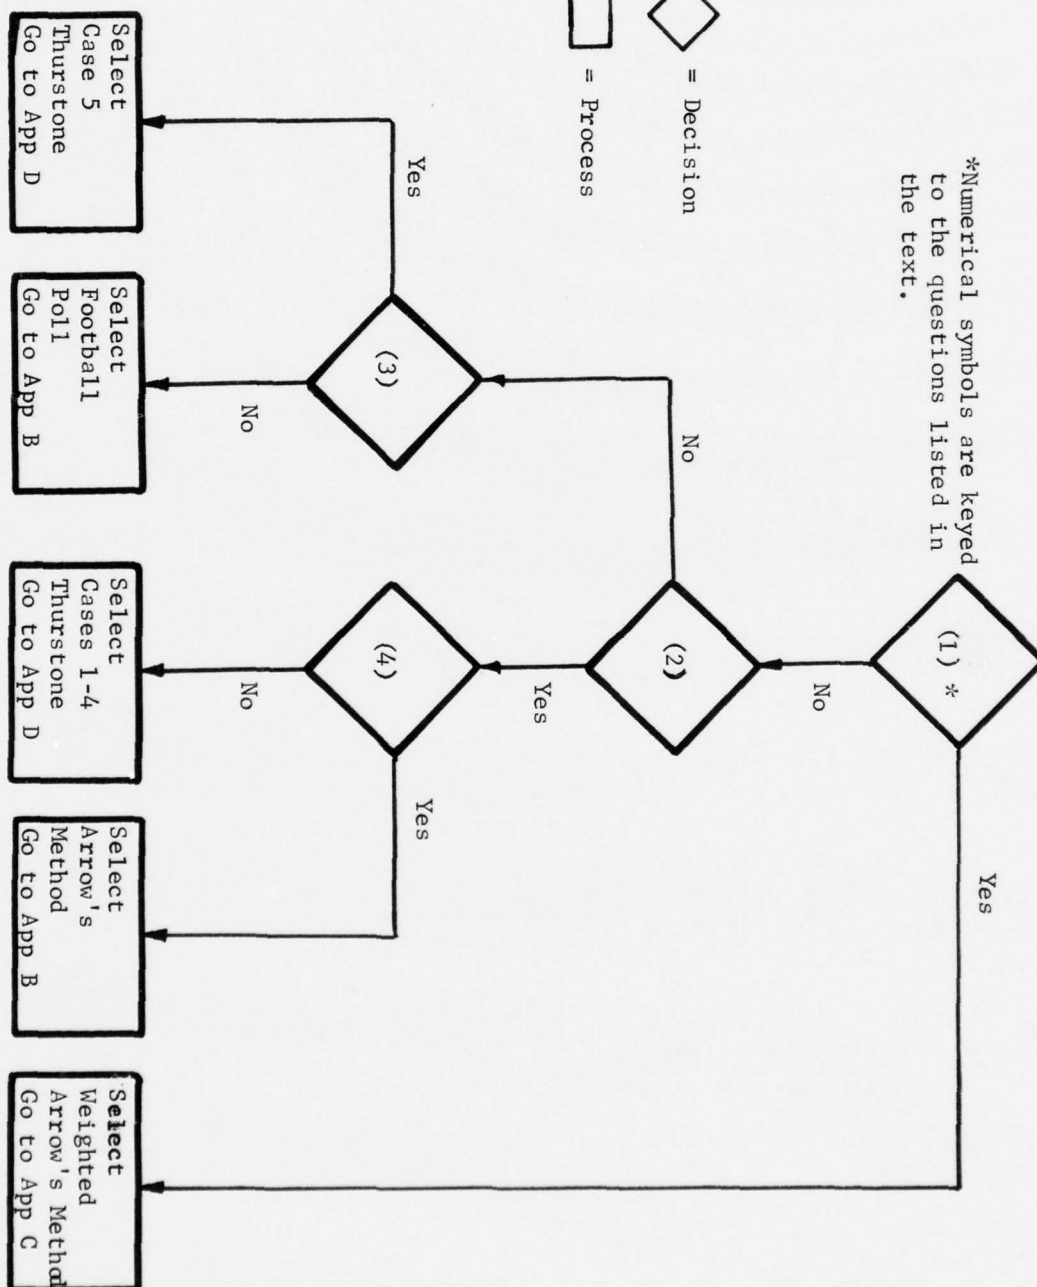 (1) *
Yes
No
(2)
No
Yes
(3)
(4)
Yes
No
No
Yes
Select
Case 5
Thurstone
Go to App D
Select
Football
Poll
Go to App B
Select
Cases 1-4
Thurstone
Go to App D
Select
Arrow's
Method
Go to App B
Select
Weighted
Arrow's Method
Go to App C
*Numerical symbols are keyed
to the questions listed in
the text.
= Decision
= Process